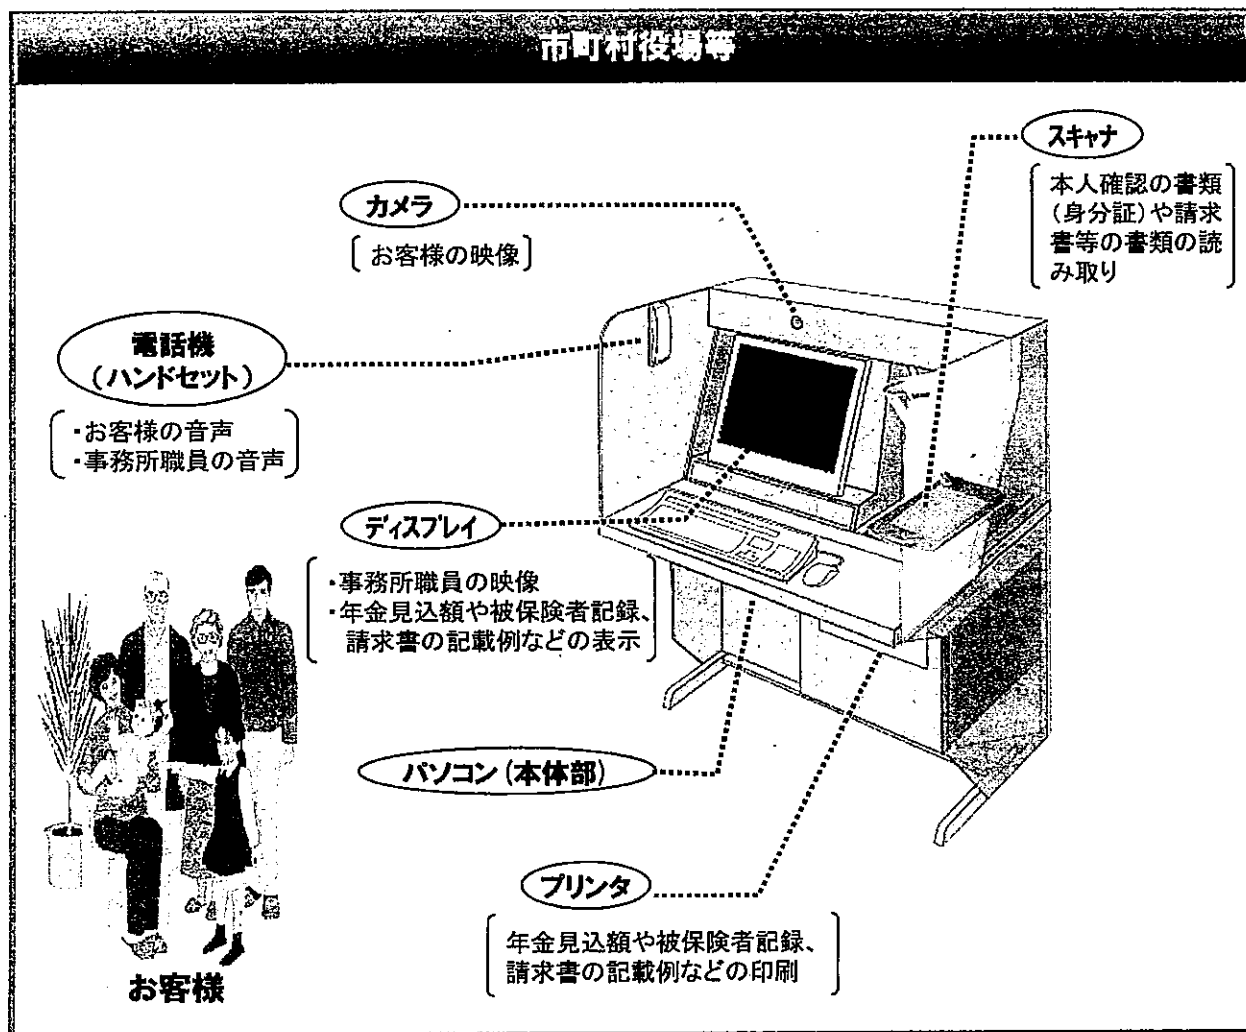 市町村役場等
スキャナ
本人確認の書類
(身分証)や請求
書等の書類の読
み取り
カメラ
お客様の映像
電話機
(ハンドセット)
・お客様の音声
・事務所職員の音声
ディスプレイ
・事務所職員の映像
・年金見込額や被保険者記録、
請求書の記載例などの表示
パソコン(本体部)
プリンタ
年金見込額や被保険者記録、
請求書の記載例などの印刷
お客様